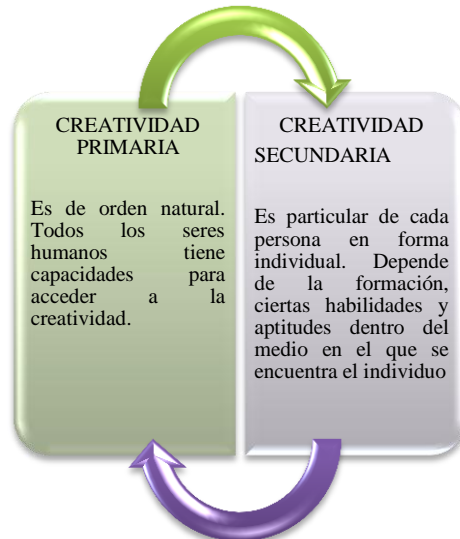 CREATIVIDAD
PRIMARIA
Es de orden natural.
Todos los seres
humanos tiene
capacidades para
acceder a la
creatividad.
CREATIVIDAD
SECUNDARIA
Es particular de cada
persona en forma
individual. Depende
de la formación,
ciertas habilidades y
aptitudes dentro del
medio en el que se
encuentra el individuo